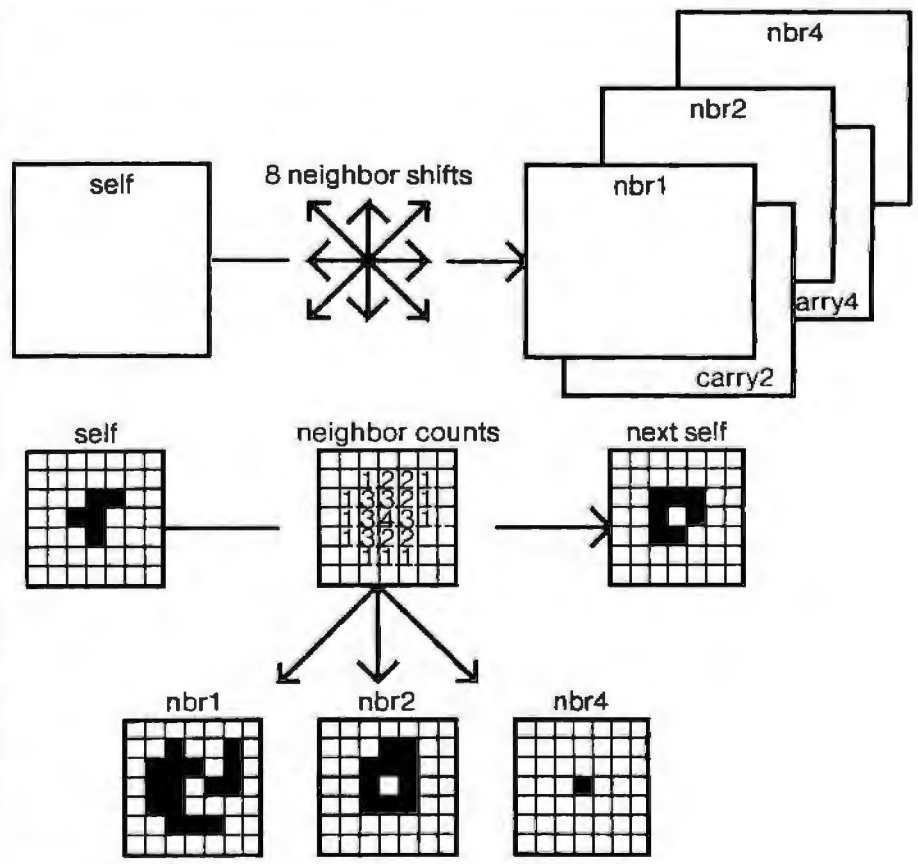 nbr4
nbr2
self
8 neighbor shifts
nbr1
arry4
carry2
self
neighbor counts
next self
1 2 2 1
1 3 3 2 1
1 3 4 3 1
1 3 2 2
1 1 1
nbr1
nbr2
nbr4